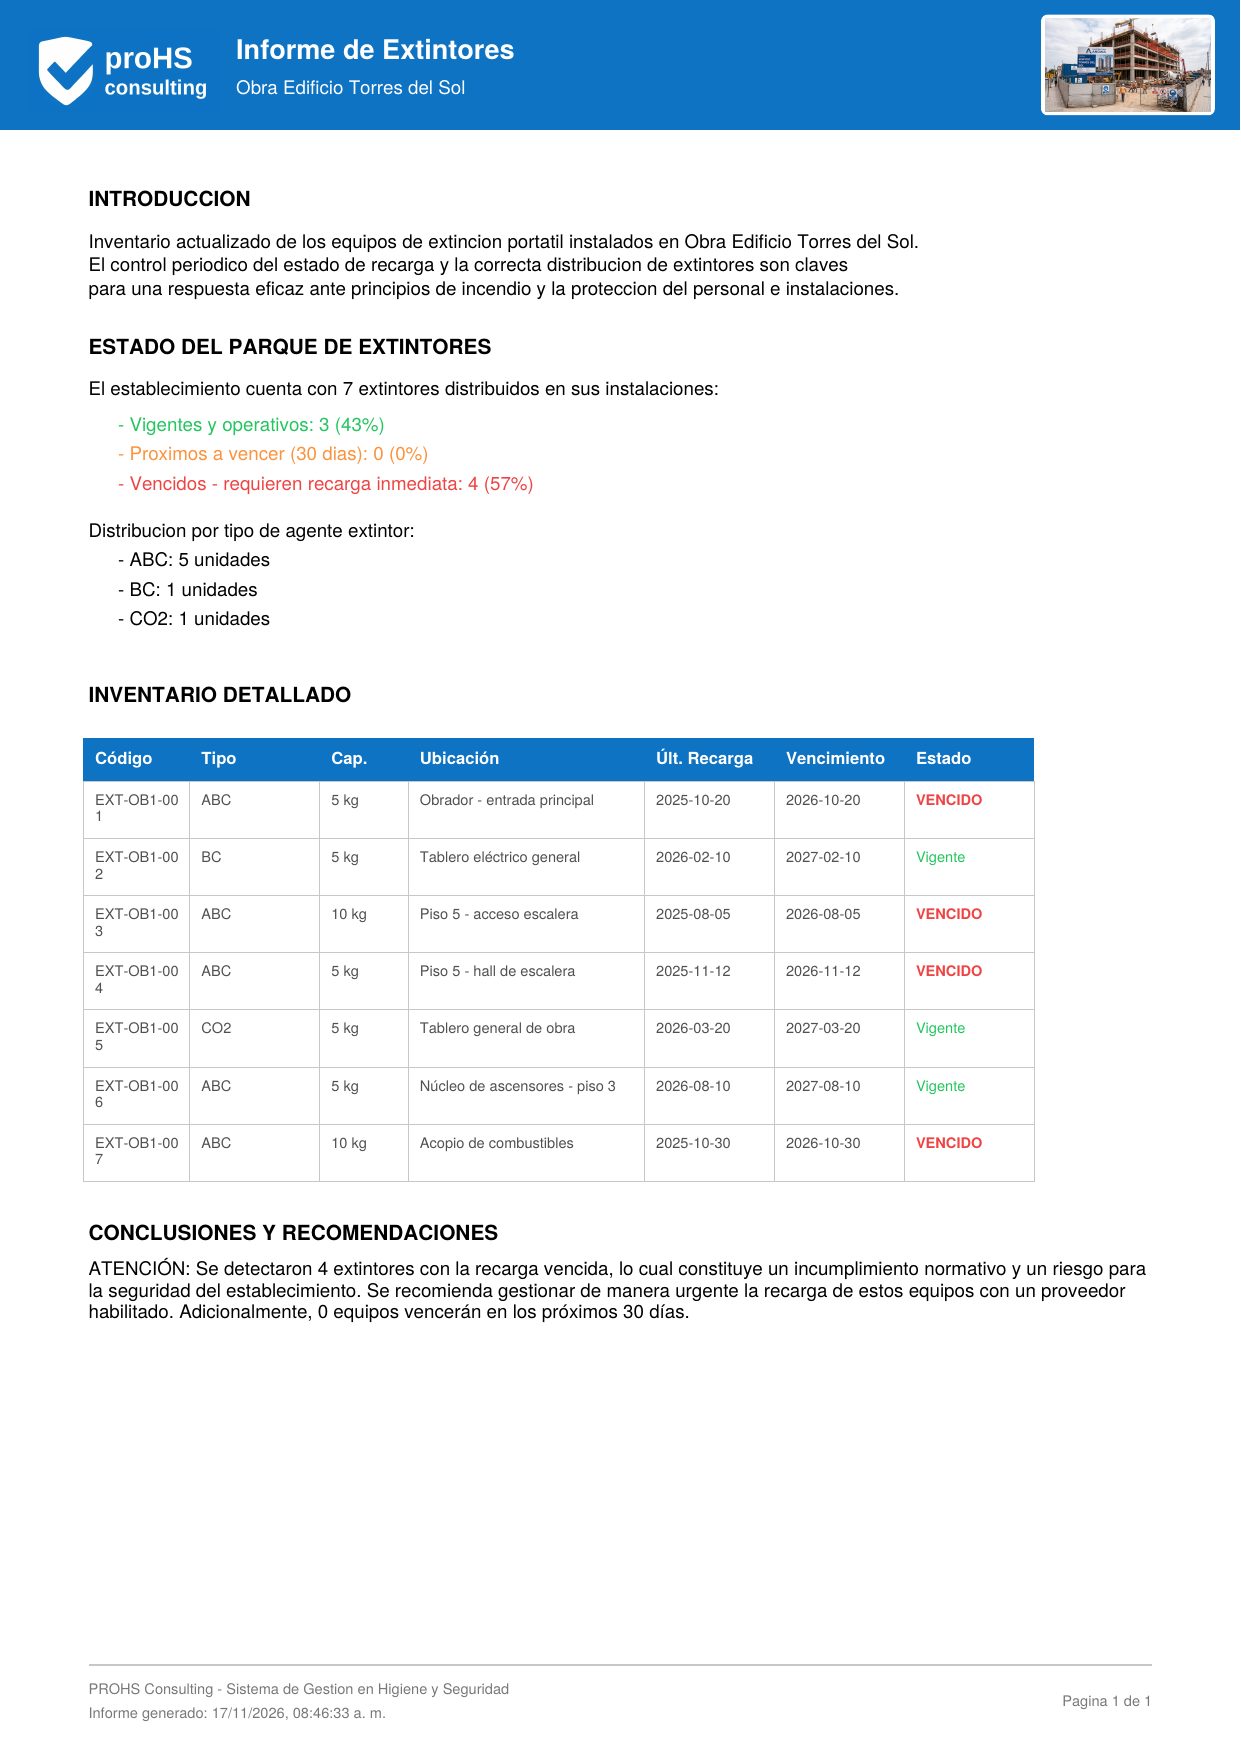 proHS
consulting
Informe de Extintores
Obra Edificio Torres del Sol
INTRODUCCION
Inventario actualizado de los equipos de extincion portatil instalados en Obra Edificio Torres del Sol.
El control periodico del estado de recarga y la correcta distribucion de extintores son claves
para una respuesta eficaz ante principios de incendio y la proteccion del personal e instalaciones.
ESTADO DEL PARQUE DE EXTINTORES
El establecimiento cuenta con 7 extintores distribuidos en sus instalaciones:
- Vigentes y operativos: 3 (43%)
- Proximos a vencer (30 dias): 0 (0%)
- Vencidos - requieren recarga inmediata: 4 (57%)
Distribucion por tipo de agente extintor:
- ABC: 5 unidades
- BC: 1 unidades
- CO2: 1 unidades
INVENTARIO DETALLADO
Código Tipo Cap. Ubicación Últ. Recarga Vencimiento Estado
EXT-OB1-00 ABC 5 kg Obrador - entrada principal 2025-10-20 2026-10-20 VENCIDO
1
EXT-OB1-00 BC 5 kg Tablero eléctrico general 2026-02-10 2027-02-10 Vigente
2
EXT-OB1-00 ABC 10 kg Piso 5 - acceso escalera 2025-08-05 2026-08-05 VENCIDO
3
EXT-OB1-00 ABC 5 kg Piso 5 - hall de escalera 2025-11-12 2026-11-12 VENCIDO
4
EXT-OB1-00 CO2 5 kg Tablero general de obra 2026-03-20 2027-03-20 Vigente
5
EXT-OB1-00 ABC 5 kg Núcleo de ascensores - piso 3 2026-08-10 2027-08-10 Vigente
6
EXT-OB1-00 ABC 10 kg Acopio de combustibles 2025-10-30 2026-10-30 VENCIDO
7
CONCLUSIONES Y RECOMENDACIONES
ATENCIÓN: Se detectaron 4 extintores con la recarga vencida, lo cual constituye un incumplimiento normativo y un riesgo para
la seguridad del establecimiento. Se recomienda gestionar de manera urgente la recarga de estos equipos con un proveedor
habilitado. Adicionalmente, 0 equipos vencerán en los próximos 30 días.
PROHS Consulting - Sistema de Gestion en Higiene y Seguridad
Informe generado: 17/11/2026, 08:46:33 a. m.
Pagina 1 de 1